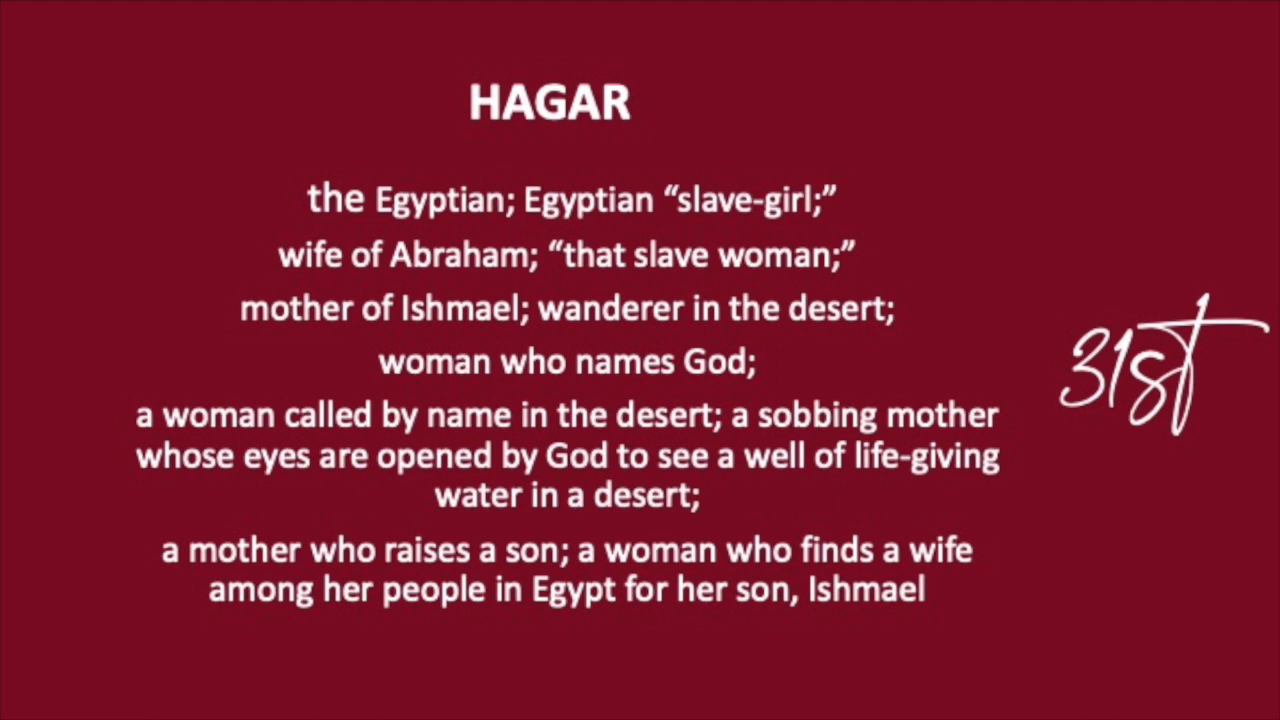 HAGAR
the Egyptian; Egyptian “slave-girl;”
wife of Abraham; “that slave woman;”
mother of Ishmael; wanderer in the desert;
woman who names God;
a woman called by name in the desert; a sobbing mother
whose eyes are opened by God to see a well of life-giving
water in a desert;
a mother who raises a son; a woman who finds a wife
among her people in Egypt for her son, Ishmael
31st